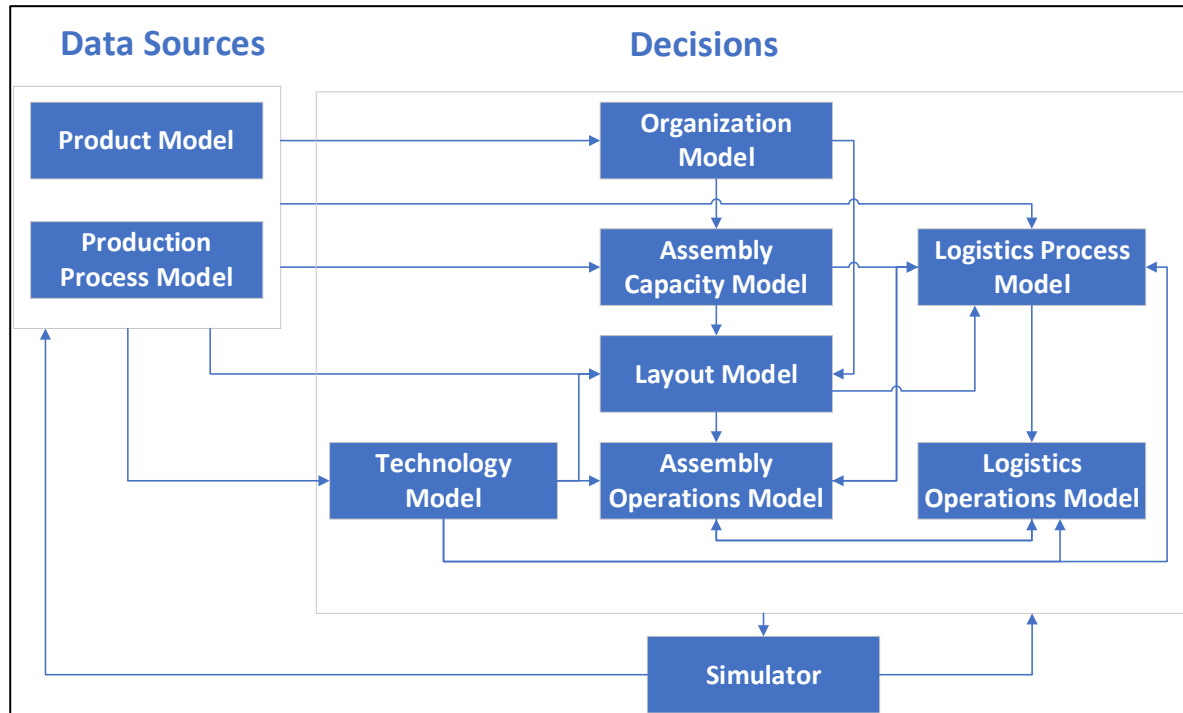 Data Sources
Decisions
Product Model
Organization
Model
Production
Process Model
Assembly
Capacity Model
Logistics Process
Model
Layout Model
Technology
Model
Assembly
Operations Model
Logistics
Operations Model
Simulator